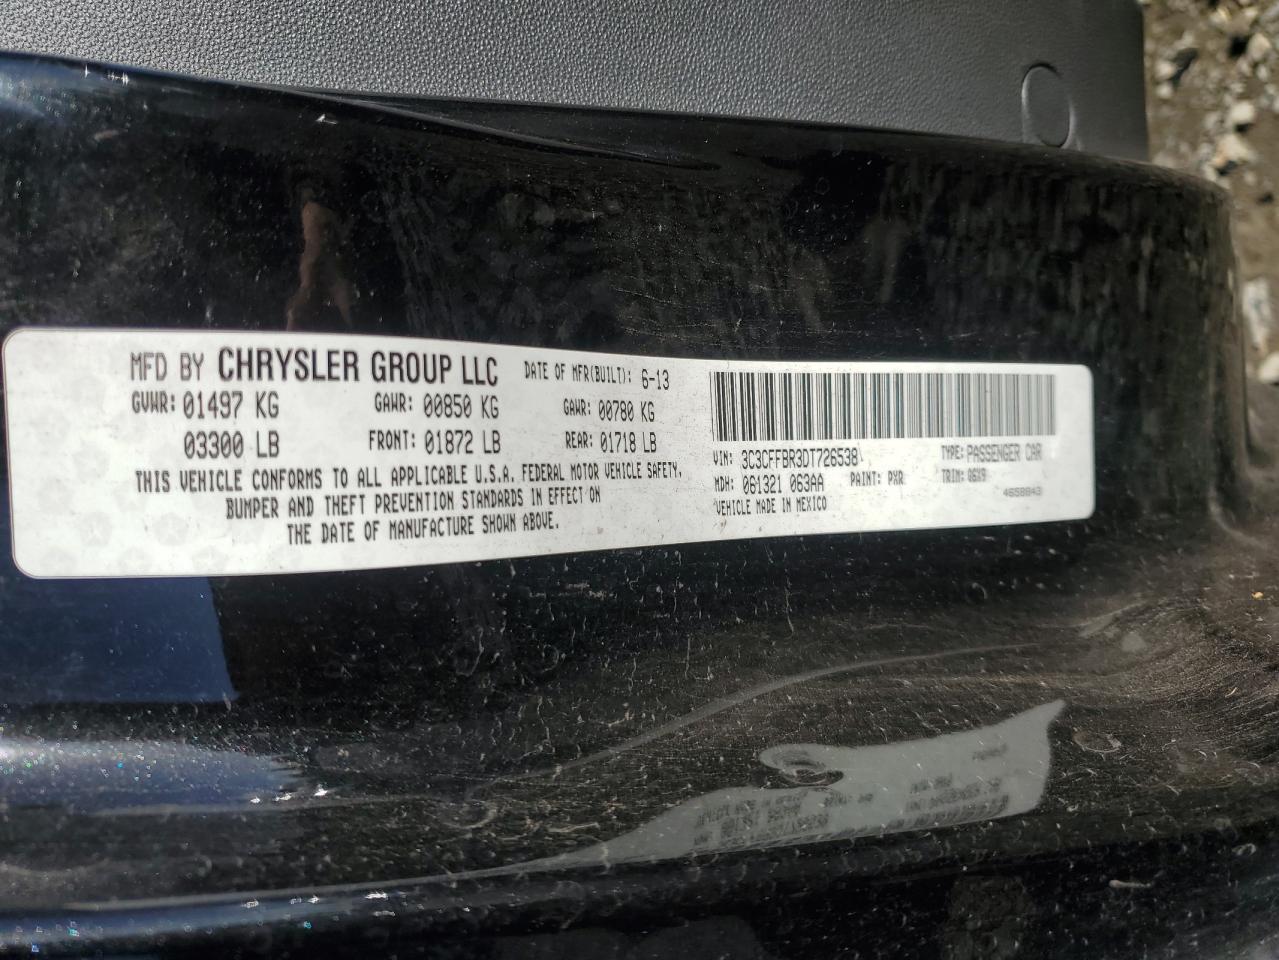 MFD BY CHRYSLER GROUP LLC DATE OF MFR(BUILT): 6-13
GVWR: 01497 KG GAWR: 00850 KG GAWR: 00780 KG
03300 LB FRONT: 01872 LB REAR: 01718 LB
THIS VEHICLE CONFORMS TO ALL APPLICABLE U.S.A. FEDERAL MOTOR VEHICLE SAFETY,
BUMPER AND THEFT PREVENTION STANDARDS IN EFFECT ON
THE DATE OF MANUFACTURE SHOWN ABOVE.
VIN: 3C3CFFBR3DT726538 TYPE: PASSENGER CAR
MDH: 061321 063AA PAINT: PXR TRIM: Q6X9
VEHICLE MADE IN MEXICO 4658843